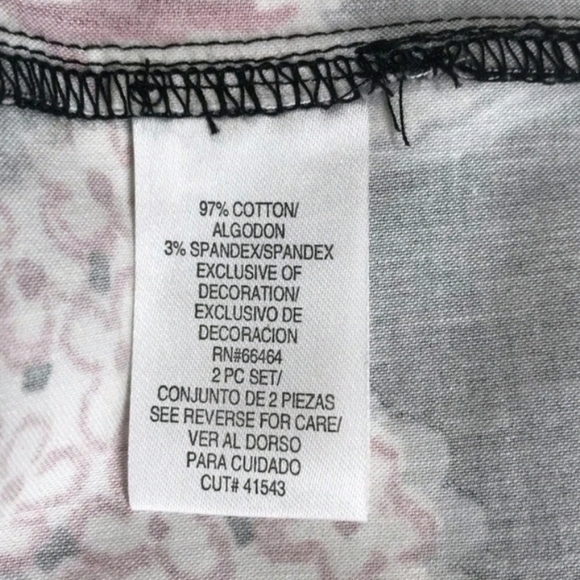 97% COTTON/
ALGODON
3% SPANDEX/SPANDEX
EXCLUSIVE OF
DECORATION/
EXCLUSIVO DE
DECORACION
RN#66464
2 PC SET/
CONJUNTO DE 2 PIEZAS
SEE REVERSE FOR CARE/
VER AL DORSO
PARA CUIDADO
CUT# 41543